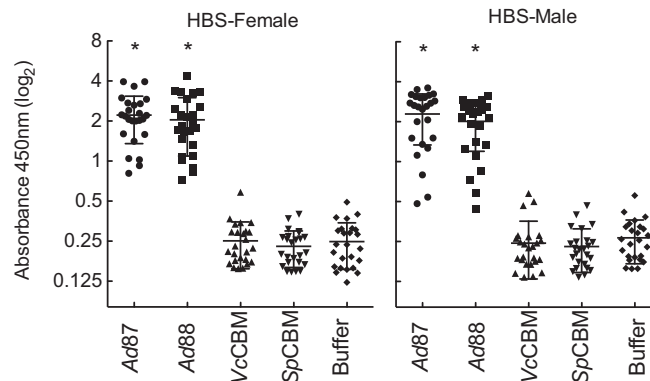 HBS-Female HBS-Male
Absorbance 450nm (log2)
8
4
2
1
0.5
0.25
0.125
* * * *
Ad87 Ad88 VcCBM SpCBM Buffer Ad87 Ad88 VcCBM SpCBM Buffer